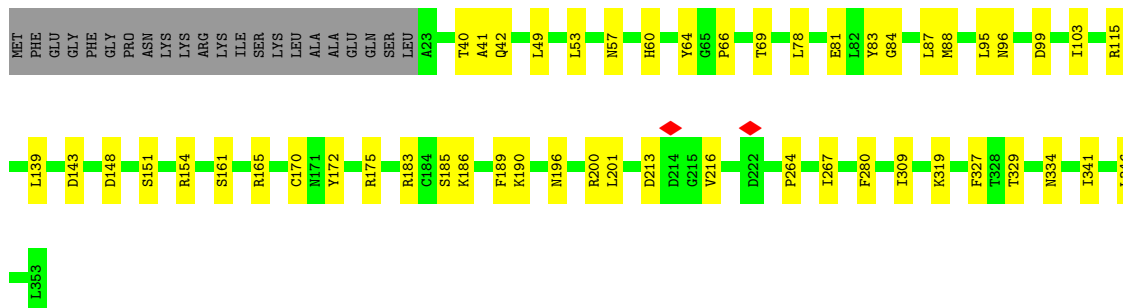 MET PHE GLU GLY PHE GLY PRO ASN LYS LYS ARG LYS ILE SER LYS LEU ALA ALA GLU GLN SER LEU A23 T40 A41 Q42 L49 L53 N57 H60 Y64 G65 P66 T69 L78 E81 L82 Y83 G84 L87 M88 L95 N96 D99 I103 R115
L139 D143 D148 S151 R154 S161 R165 C170 N171 Y172 R175 R183 C184 S185 K186 F189 K190 N196 R200 L201 D213 D214 G215 V216 D222 P264 I267 F280 I309 K319 F327 T328 T329 N334 I341
L353